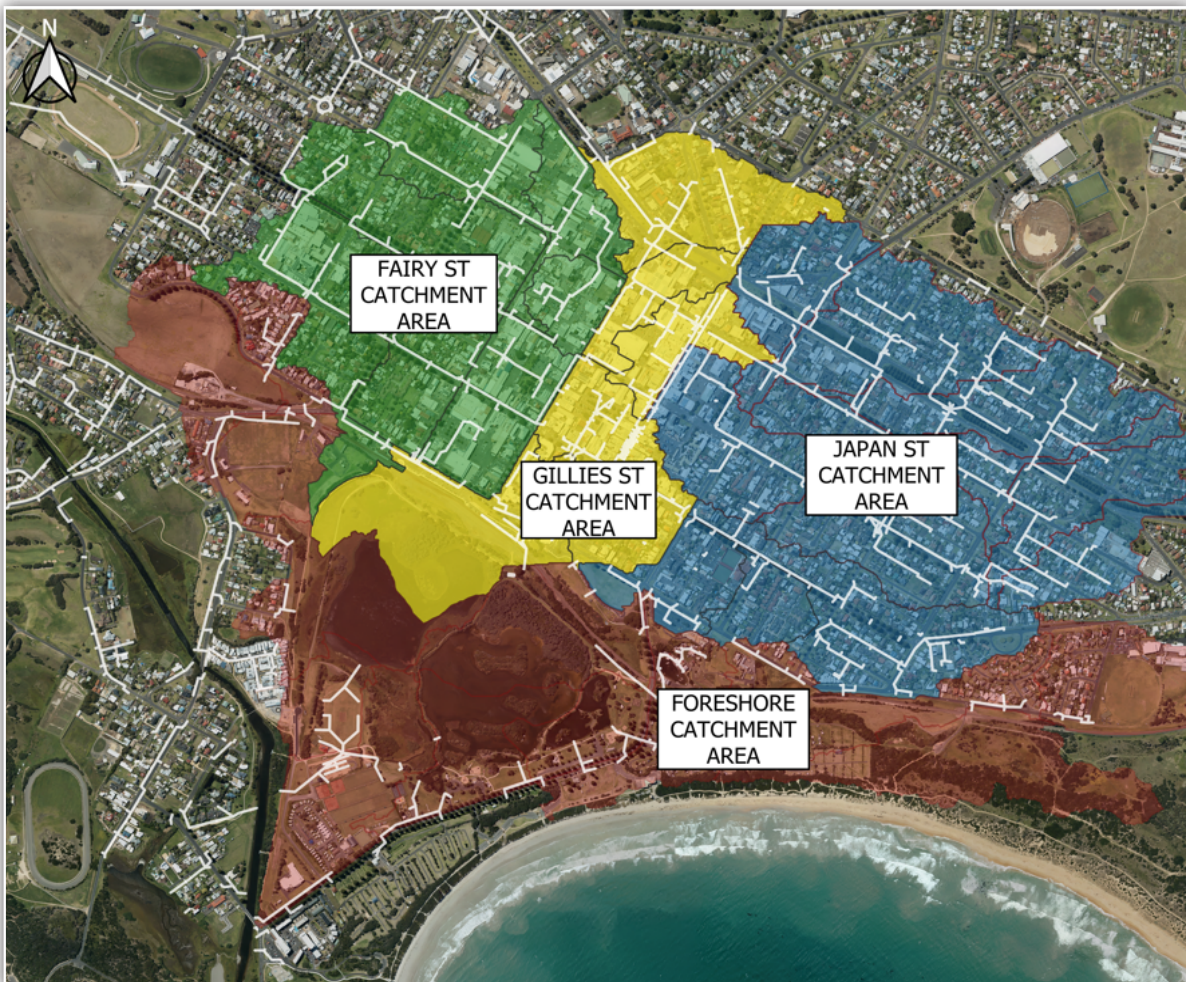 N
FAIRY ST
CATCHMENT
AREA
GILLIES ST
CATCHMENT
AREA
JAPAN ST
CATCHMENT
AREA
FORESHORE
CATCHMENT
AREA